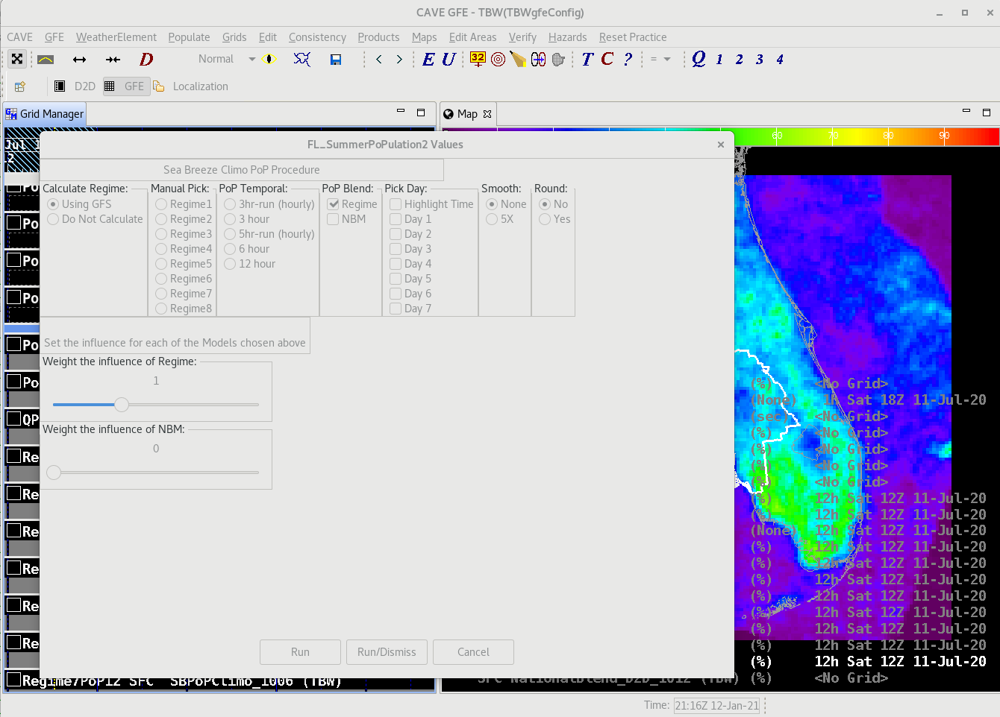 CAVE GFE - TBW(TBWgfeConfig)
CAVE GFE WeatherElement Populate Grids Edit Consistency Products Maps Edit Areas Verify Hazards Reset Practice
D Normal < > E U 32 T C ? = Q 1 2 3 4
D2D GFE Localization
Grid Manager
Map
60 70 80 90
Jul 1
2
FL_SummerPoPulation2 Values
Sea Breeze Climo PoP Procedure
Calculate Regime: Manual Pick: PoP Temporal: PoP Blend: Pick Day: Smooth: Round:
Using GFS Regime1 3hr-run (hourly) Regime Highlight Time None No
Do Not Calculate Regime2 3 hour NBM Day 1 5X Yes
Regime3 5hr-run (hourly) Day 2
Regime4 6 hour Day 3
Regime5 12 hour Day 4
Regime6 Day 5
Regime7 Day 6
Regime8 Day 7
Set the influence for each of the Models chosen above
Weight the influence of Regime:
1
Weight the influence of NBM:
0
Run Run/Dismiss Cancel
Po
Po
Po
Po
Po
Po
QP
Re
Re
Re
Re
Re
Re
Regime7PoP12 SFC SBPoPClimo_1006 (TBW)
(%) <No Grid>
(None) 1h Sat 18Z 11-Jul-20
(sec) <No Grid>
(%) <No Grid>
(%) <No Grid>
(%) <No Grid>
(%) <No Grid>
(%) 12h Sat 12Z 11-Jul-20
(%) 12h Sat 12Z 11-Jul-20
(None) 12h Sat 12Z 11-Jul-20
(%) 12h Sat 12Z 11-Jul-20
(%) 12h Sat 12Z 11-Jul-20
(%) 12h Sat 12Z 11-Jul-20
(%) 12h Sat 12Z 11-Jul-20
(%) 12h Sat 12Z 11-Jul-20
(%) 12h Sat 12Z 11-Jul-20
(%) 12h Sat 12Z 11-Jul-20
(%) 12h Sat 12Z 11-Jul-20
SFC NationalBlend_D2D_1012 (TBW) (%) <No Grid>
Time: 21:16Z 12-Jan-21